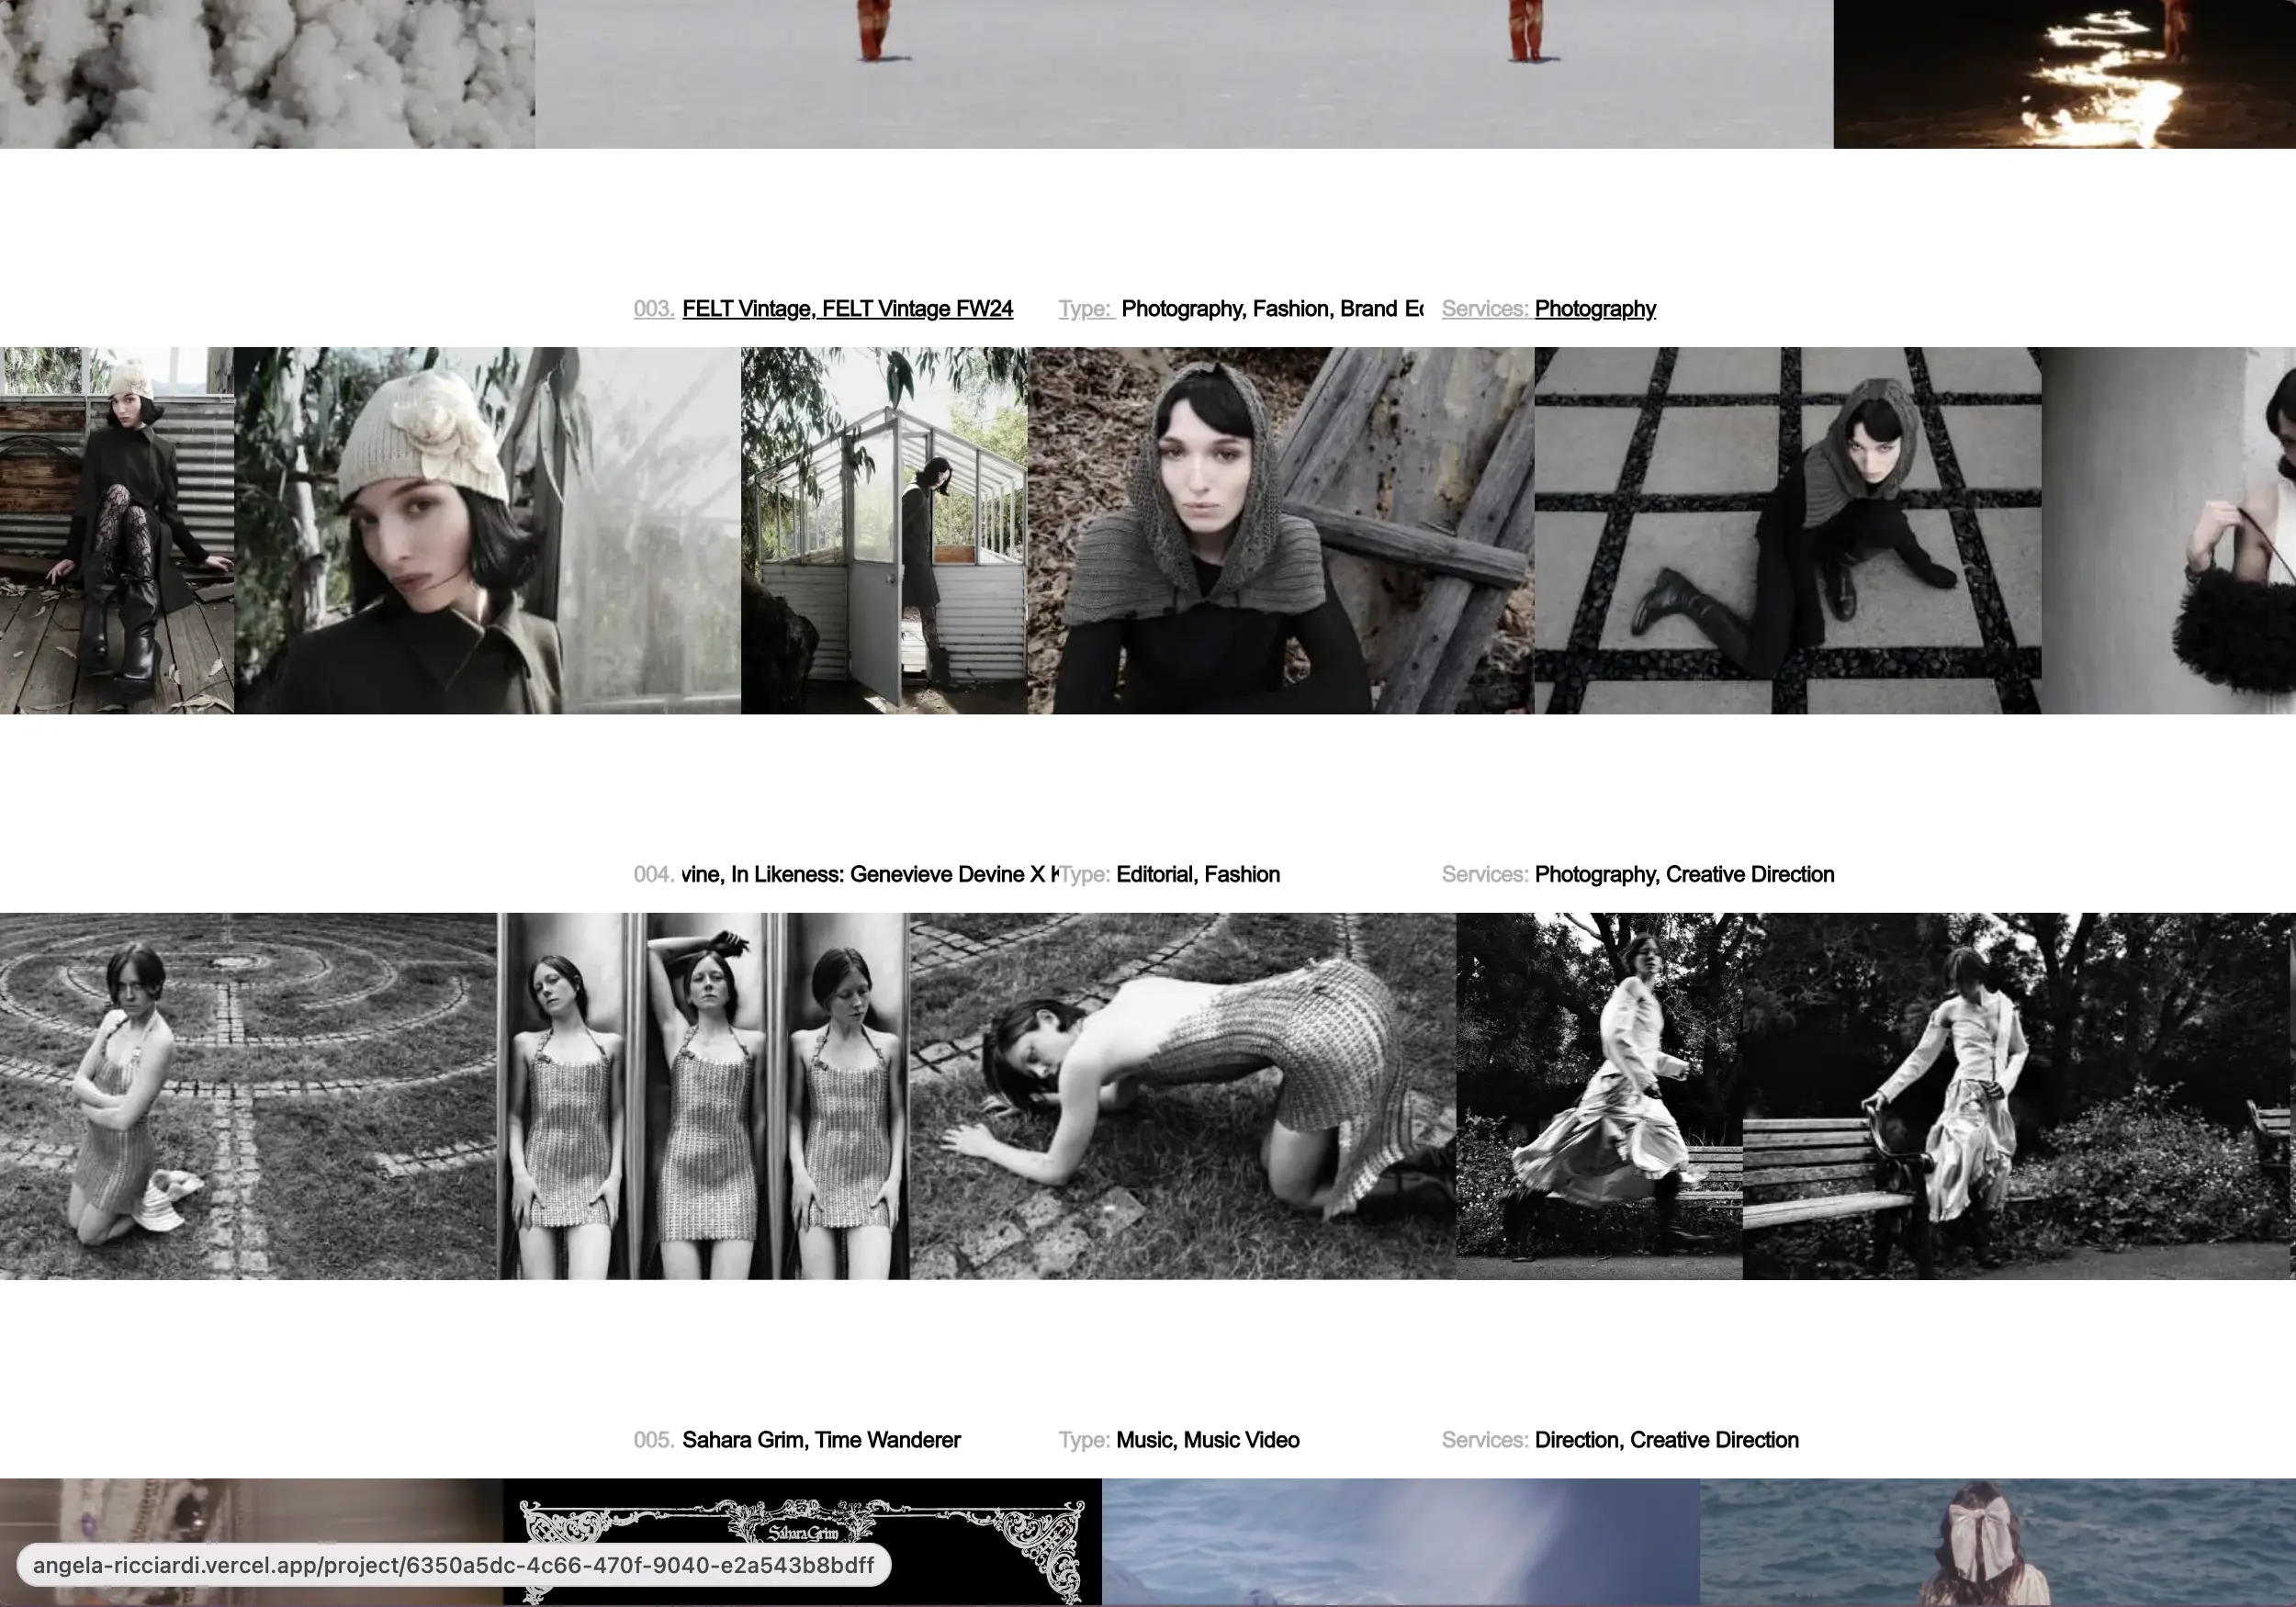 003. FELT Vintage, FELT Vintage FW24 Type: Photography, Fashion, Brand Ec Services: Photography
004. vine, In Likeness: Genevieve Devine X K Type: Editorial, Fashion Services: Photography, Creative Direction
005. Sahara Grim, Time Wanderer Type: Music, Music Video Services: Direction, Creative Direction
Sahara Grim
angela-ricciardi.vercel.app/project/6350a5dc-4c66-470f-9040-e2a543b8bdff